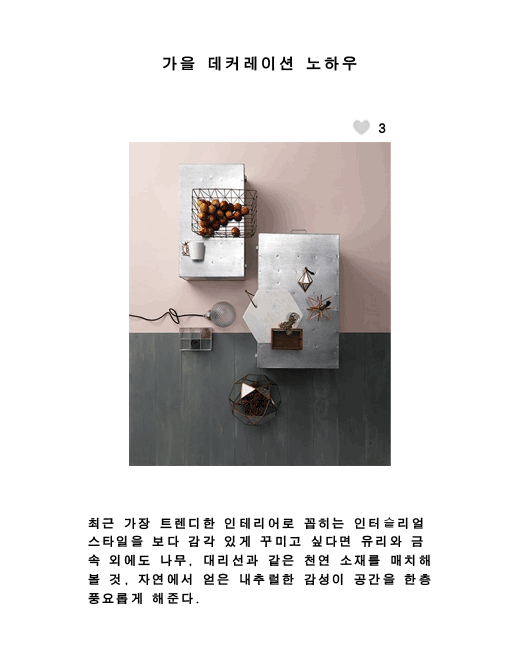 가을 데커레이션 노하우
3
최근 가장 트렌디한 인테리어로 꼽히는 인터슬리얼
스타일을 보다 감각 있게 꾸미고 싶다면 유리와 금
속 외에도 나무, 대리선과 같은 천연 소재를 매치해
볼 것, 자연에서 얻은 내추럴한 감성이 공간을 한층
풍요롭게 해준다.